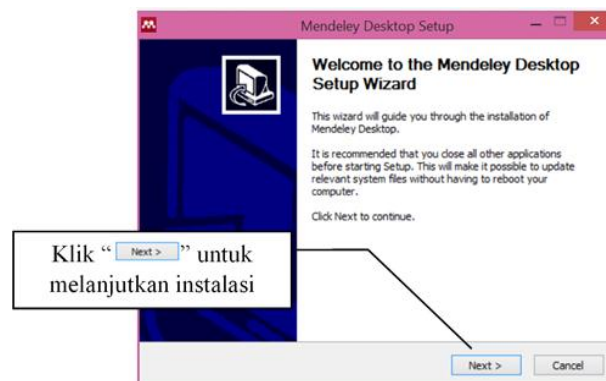 Mendeley Desktop Setup
Welcome to the Mendeley Desktop
Setup Wizard
This wizard will guide you through the installation of
Mendeley Desktop.
It is recommended that you close all other applications
before starting Setup. This will make it possible to update
relevant system files without having to reboot your
computer.
Click Next to continue.
Klik “ Next > ” untuk
melanjutkan instalasi
Next >
Cancel